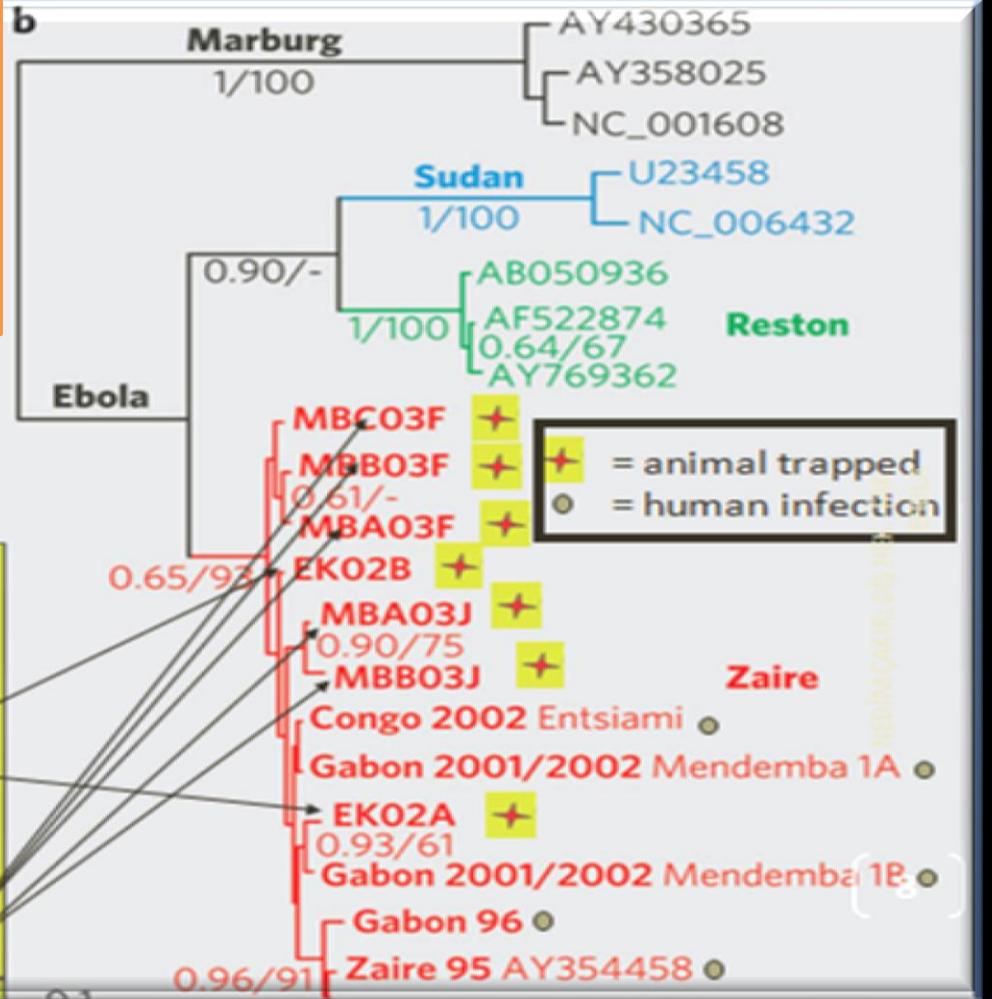 b
Marburg
1/100
AY430365
AY358025
NC_001608
Sudan
1/100
U23458
NC_006432
0.90/-
AB050936
1/100
AF522874
0.64/67
AY769362
Reston
Ebola
MBC03F
MBB03F
0.61/-
MBA03F
= animal trapped
= human infection
0.65/93
EK02B
MBA03J
0.90/75
MBB03J
Zaire
Congo 2002 Entsiami
Gabon 2001/2002 Mendemba 1A
EK02A
0.93/61
Gabon 2001/2002 Mendemba 1B
8
Gabon 96
Zaire 95 AY354458
0.96/91
0.1